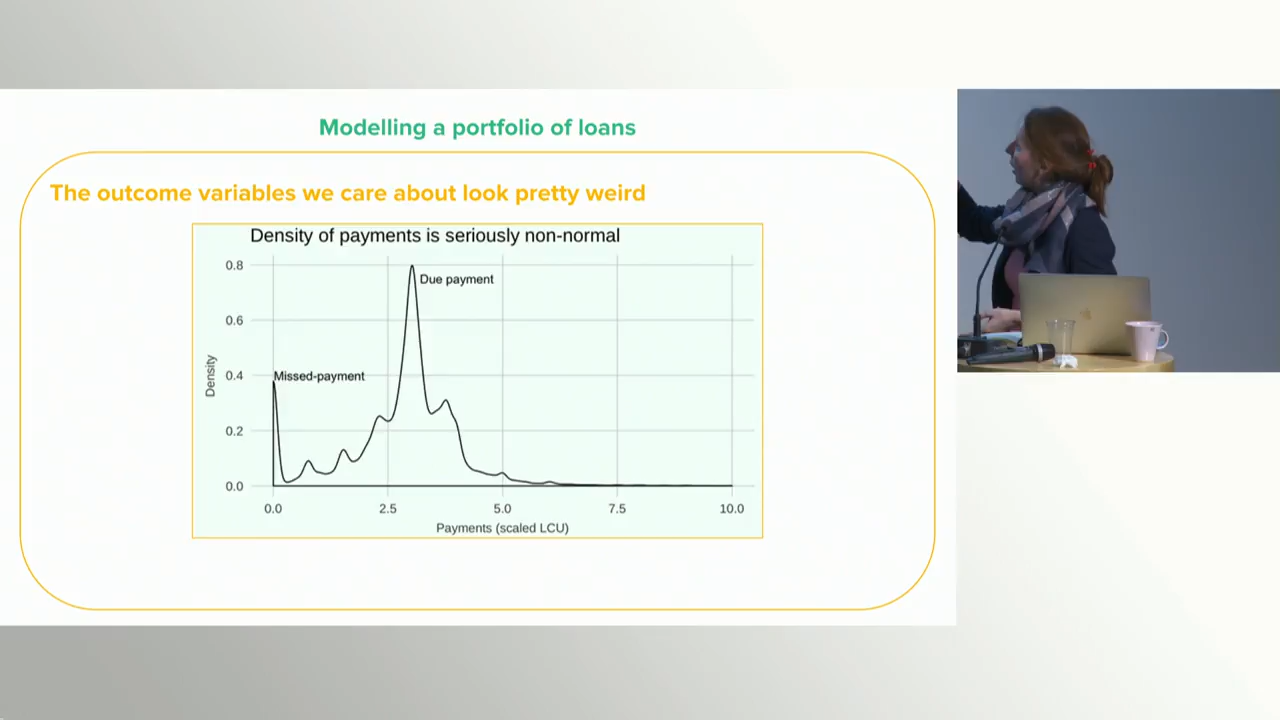 Modelling a portfolio of loans
The outcome variables we care about look pretty weird
Density of payments is seriously non-normal
0.8
Due payment
0.6
Density
0.4
Missed-payment
0.2
0.0
0.0 2.5 5.0 7.5 10.0
Payments (scaled LCU)